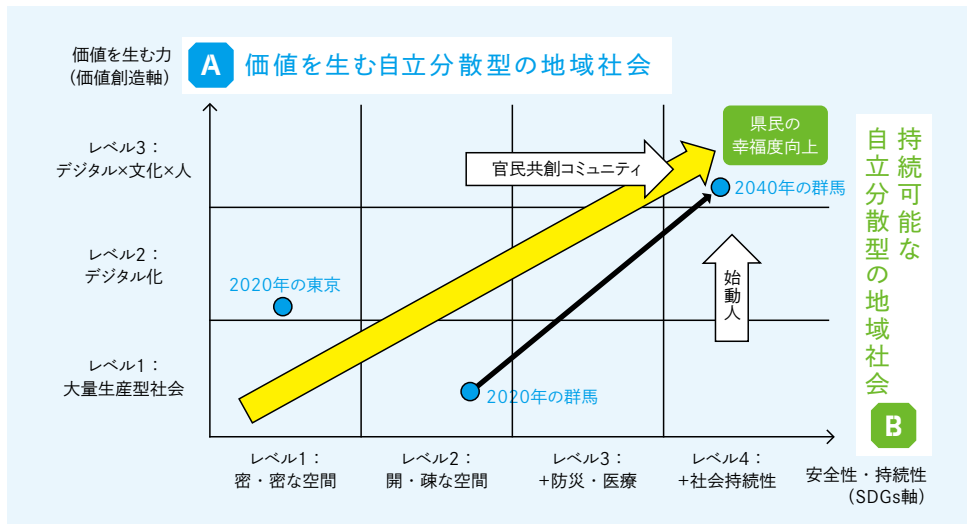 価値を生む力
(価値創造軸)
A 価値を生む自立分散型の地域社会
レベル3：
デジタル×文化×人
レベル2：
デジタル化
レベル1：
大量生産型社会
県民の
幸福度向上
官民共創コミュニティ
2040年の群馬
2020年の東京
始動人
2020年の群馬
持続可能な
自立分散型の地域社会
B
レベル1：
密・密な空間
レベル2：
開・疎な空間
レベル3：
+防災・医療
レベル4：
+社会持続性
安全性・持続性
(SDGs軸)